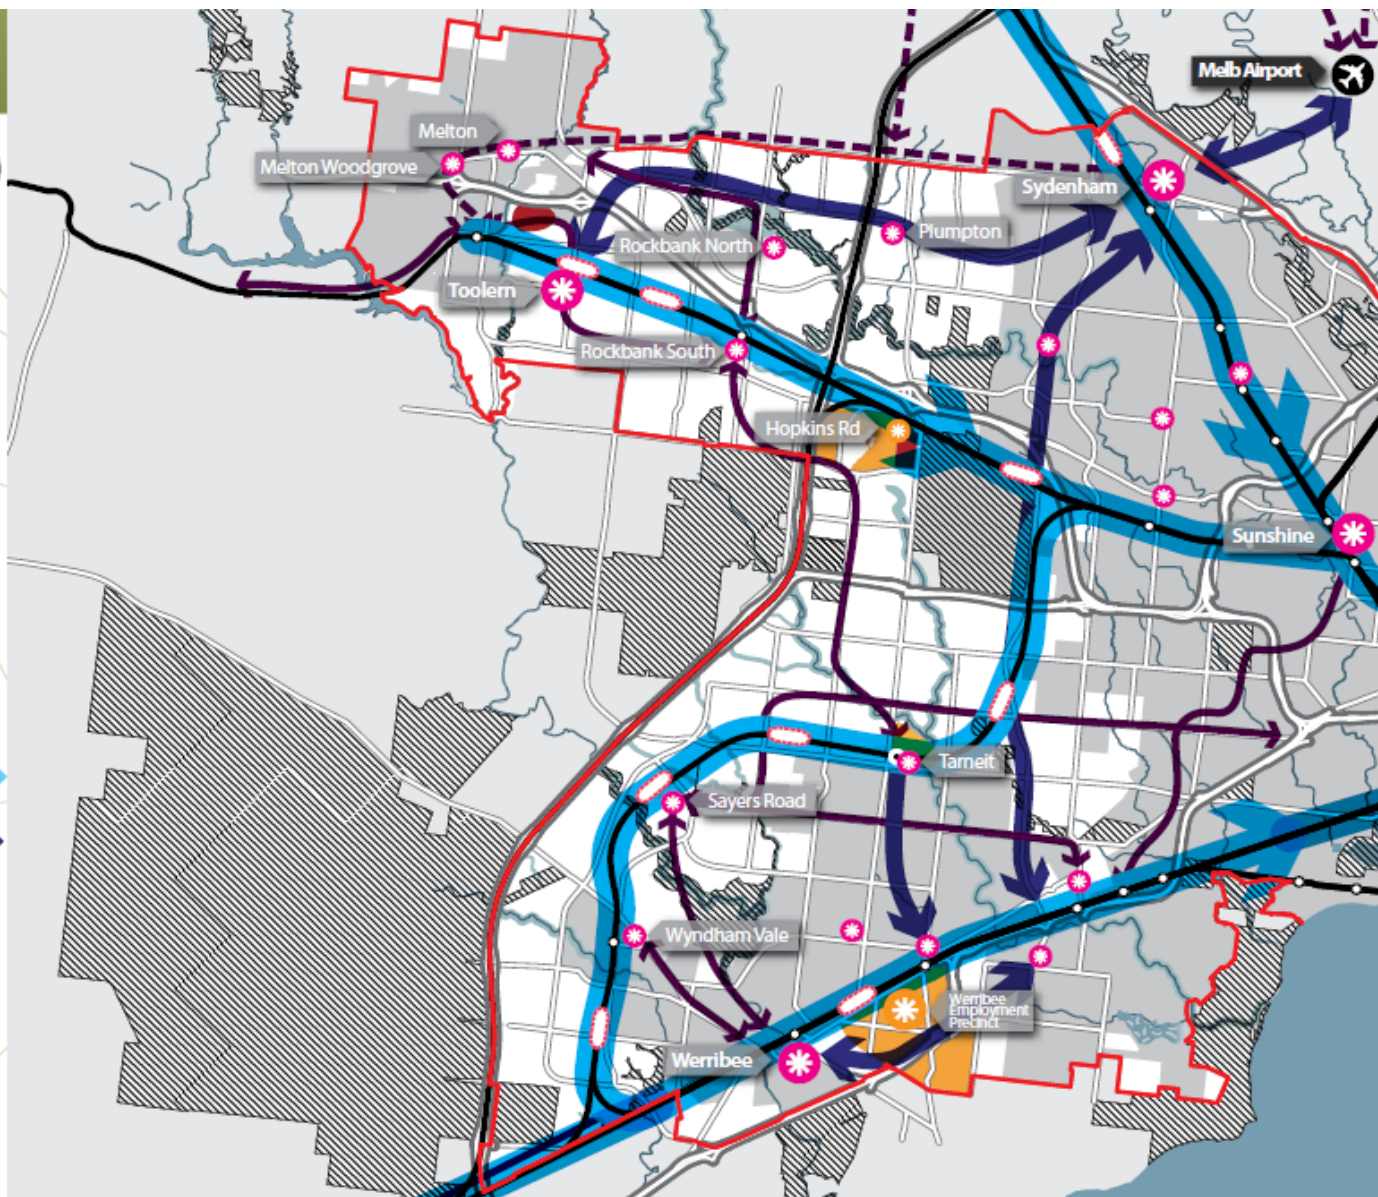 Melb Airport
Melton
Melton Woodgrove
Sydenham
Plumpton
Rockbank North
Toolern
Rockbank South
Hopkins Rd
Sunshine
Tarneit
Sayers Road
Wyndham Vale
Werribee
Employment
Precinct
Werribee